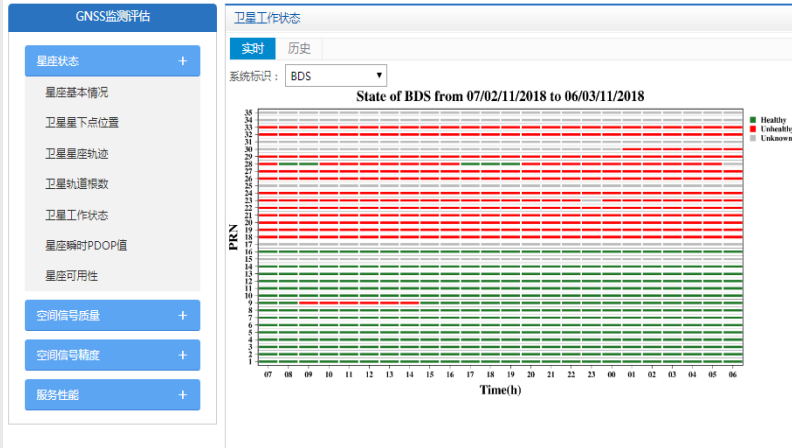 GNSS监测评估
星座状态 +
星座基本情况
卫星星下点位置
卫星星座轨迹
卫星轨道根数
卫星工作状态
星座瞬时PDOP值
星座可用性
空间信号质量 +
空间信号精度 +
服务性能 +
卫星工作状态
实时 历史
系统标识： BDS
State of BDS from 07/02/11/2018 to 06/03/11/2018
Healthy
Unhealthy
Unknown
PRN
35
34
33
32
31
30
29
28
27
26
25
24
23
22
21
20
19
18
17
16
15
14
13
12
11
10
9
8
7
6
5
4
3
2
1
07 08 09 10 11 12 13 14 15 16 17 18 19 20 21 22 23 00 01 02 03 04 05 06
Time(h)